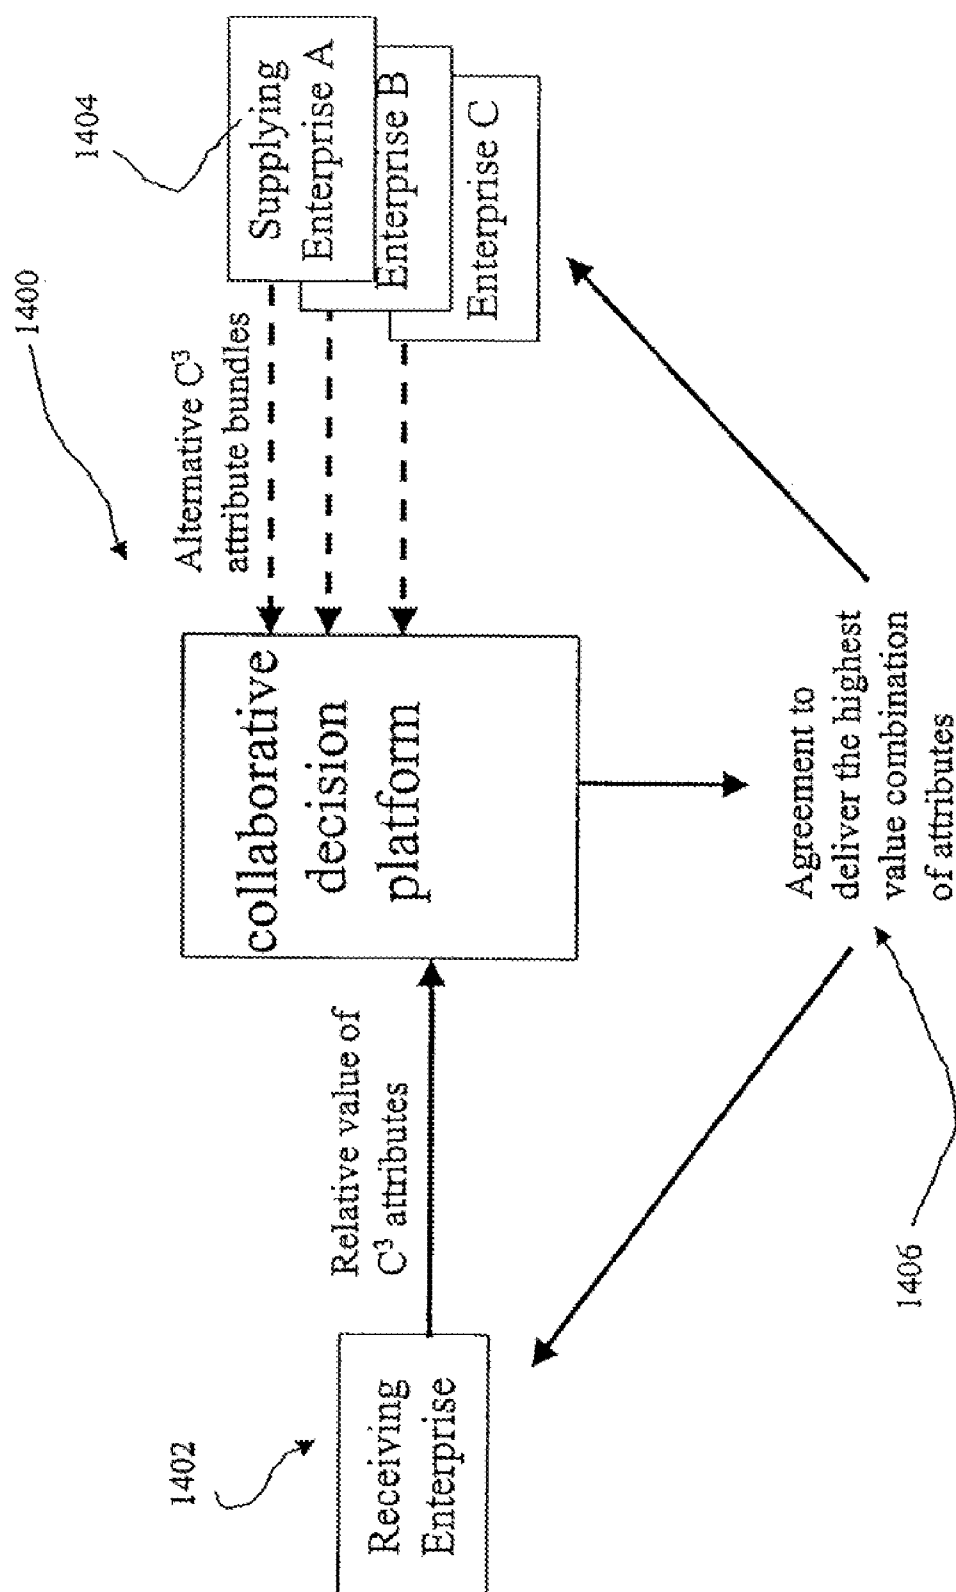 1400
1404
Supplying
Enterprise A
Enterprise B
Enterprise C
Alternative C³
attribute bundles
collaborative
decision
platform
Relative value of
C³ attributes
1402
Receiving
Enterprise
Agreement to
deliver the highest
value combination
of attributes
1406